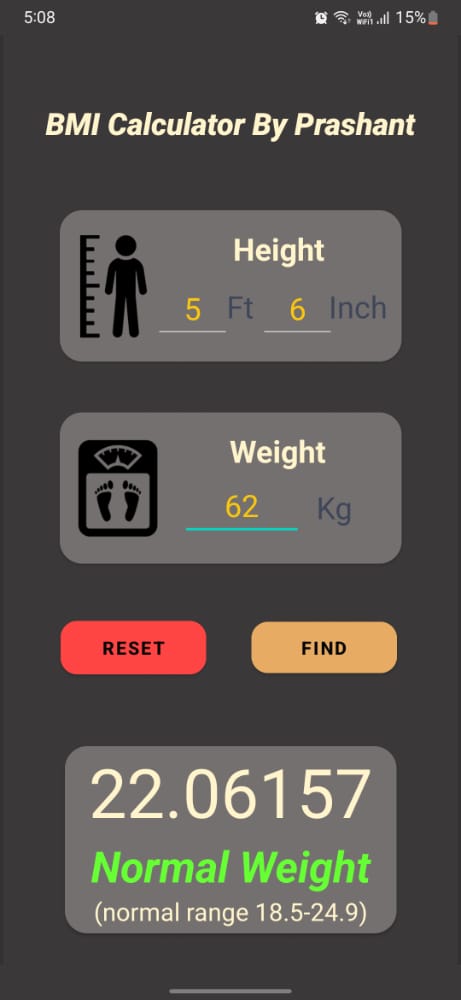 5:08
Vo))
WiFi1
15%
BMI Calculator By Prashant
Height
5 Ft 6 Inch
Weight
62 Kg
RESET FIND
22.06157
Normal Weight
(normal range 18.5-24.9)